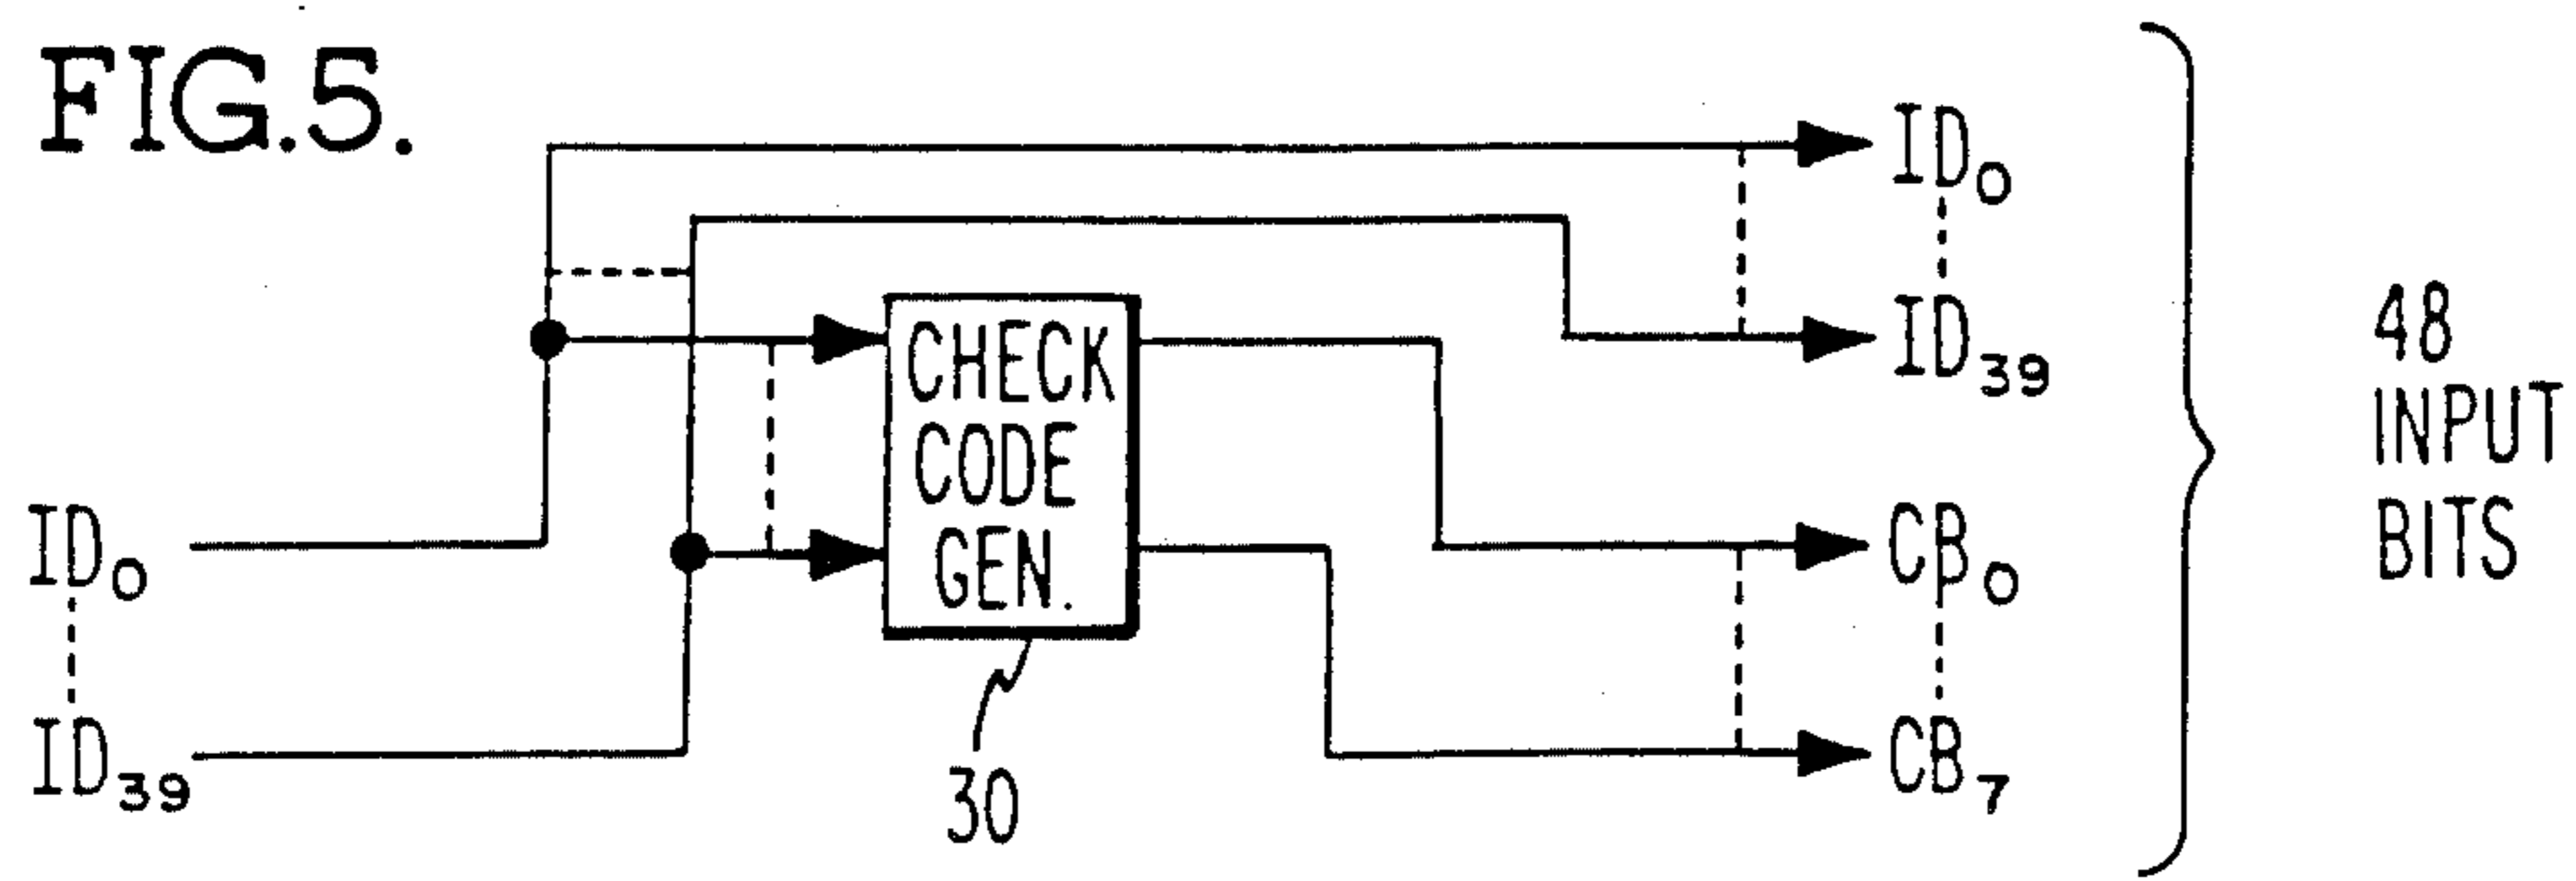 FIG.5.
ID0
ID39
CHECK
CODE
GEN.
30
ID0
ID39
CB0
CB7
48
INPUT
BITS